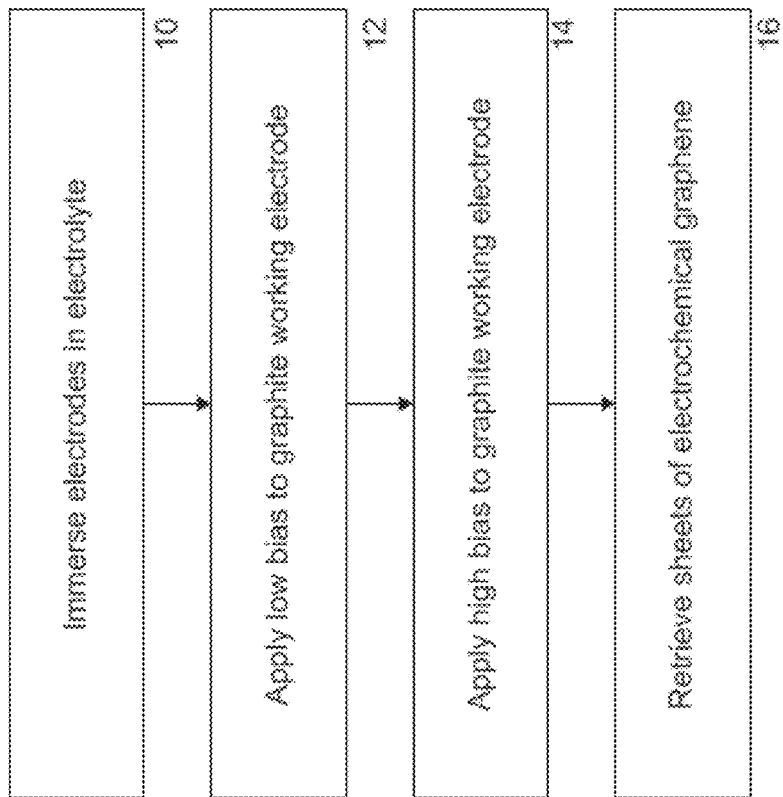 Immerse electrodes in electrolyte
10
Apply low bias to graphite working electrode
12
Apply high bias to graphite working electrode
14
Retrieve sheets of electrochemical graphene
16